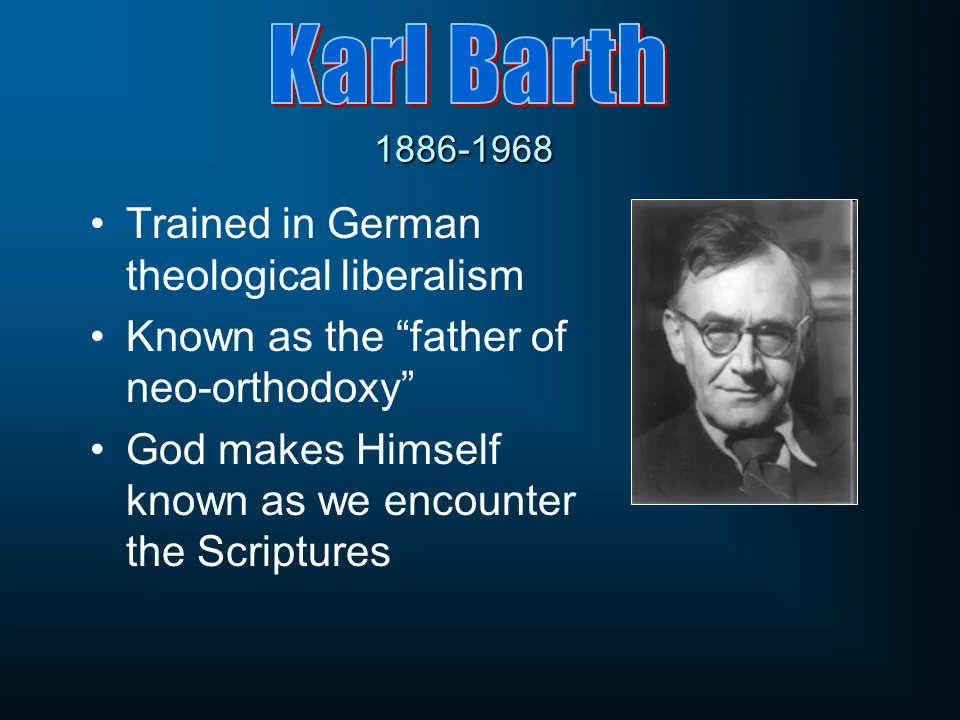 Karl Barth
1886-1968
• Trained in German
theological liberalism
• Known as the “father of
neo-orthodoxy”
• God makes Himself
known as we encounter
the Scriptures